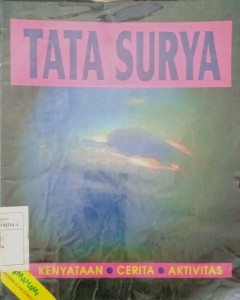 TATA SURYA
KENYATAAN ● CERITA ● AKTIVITAS